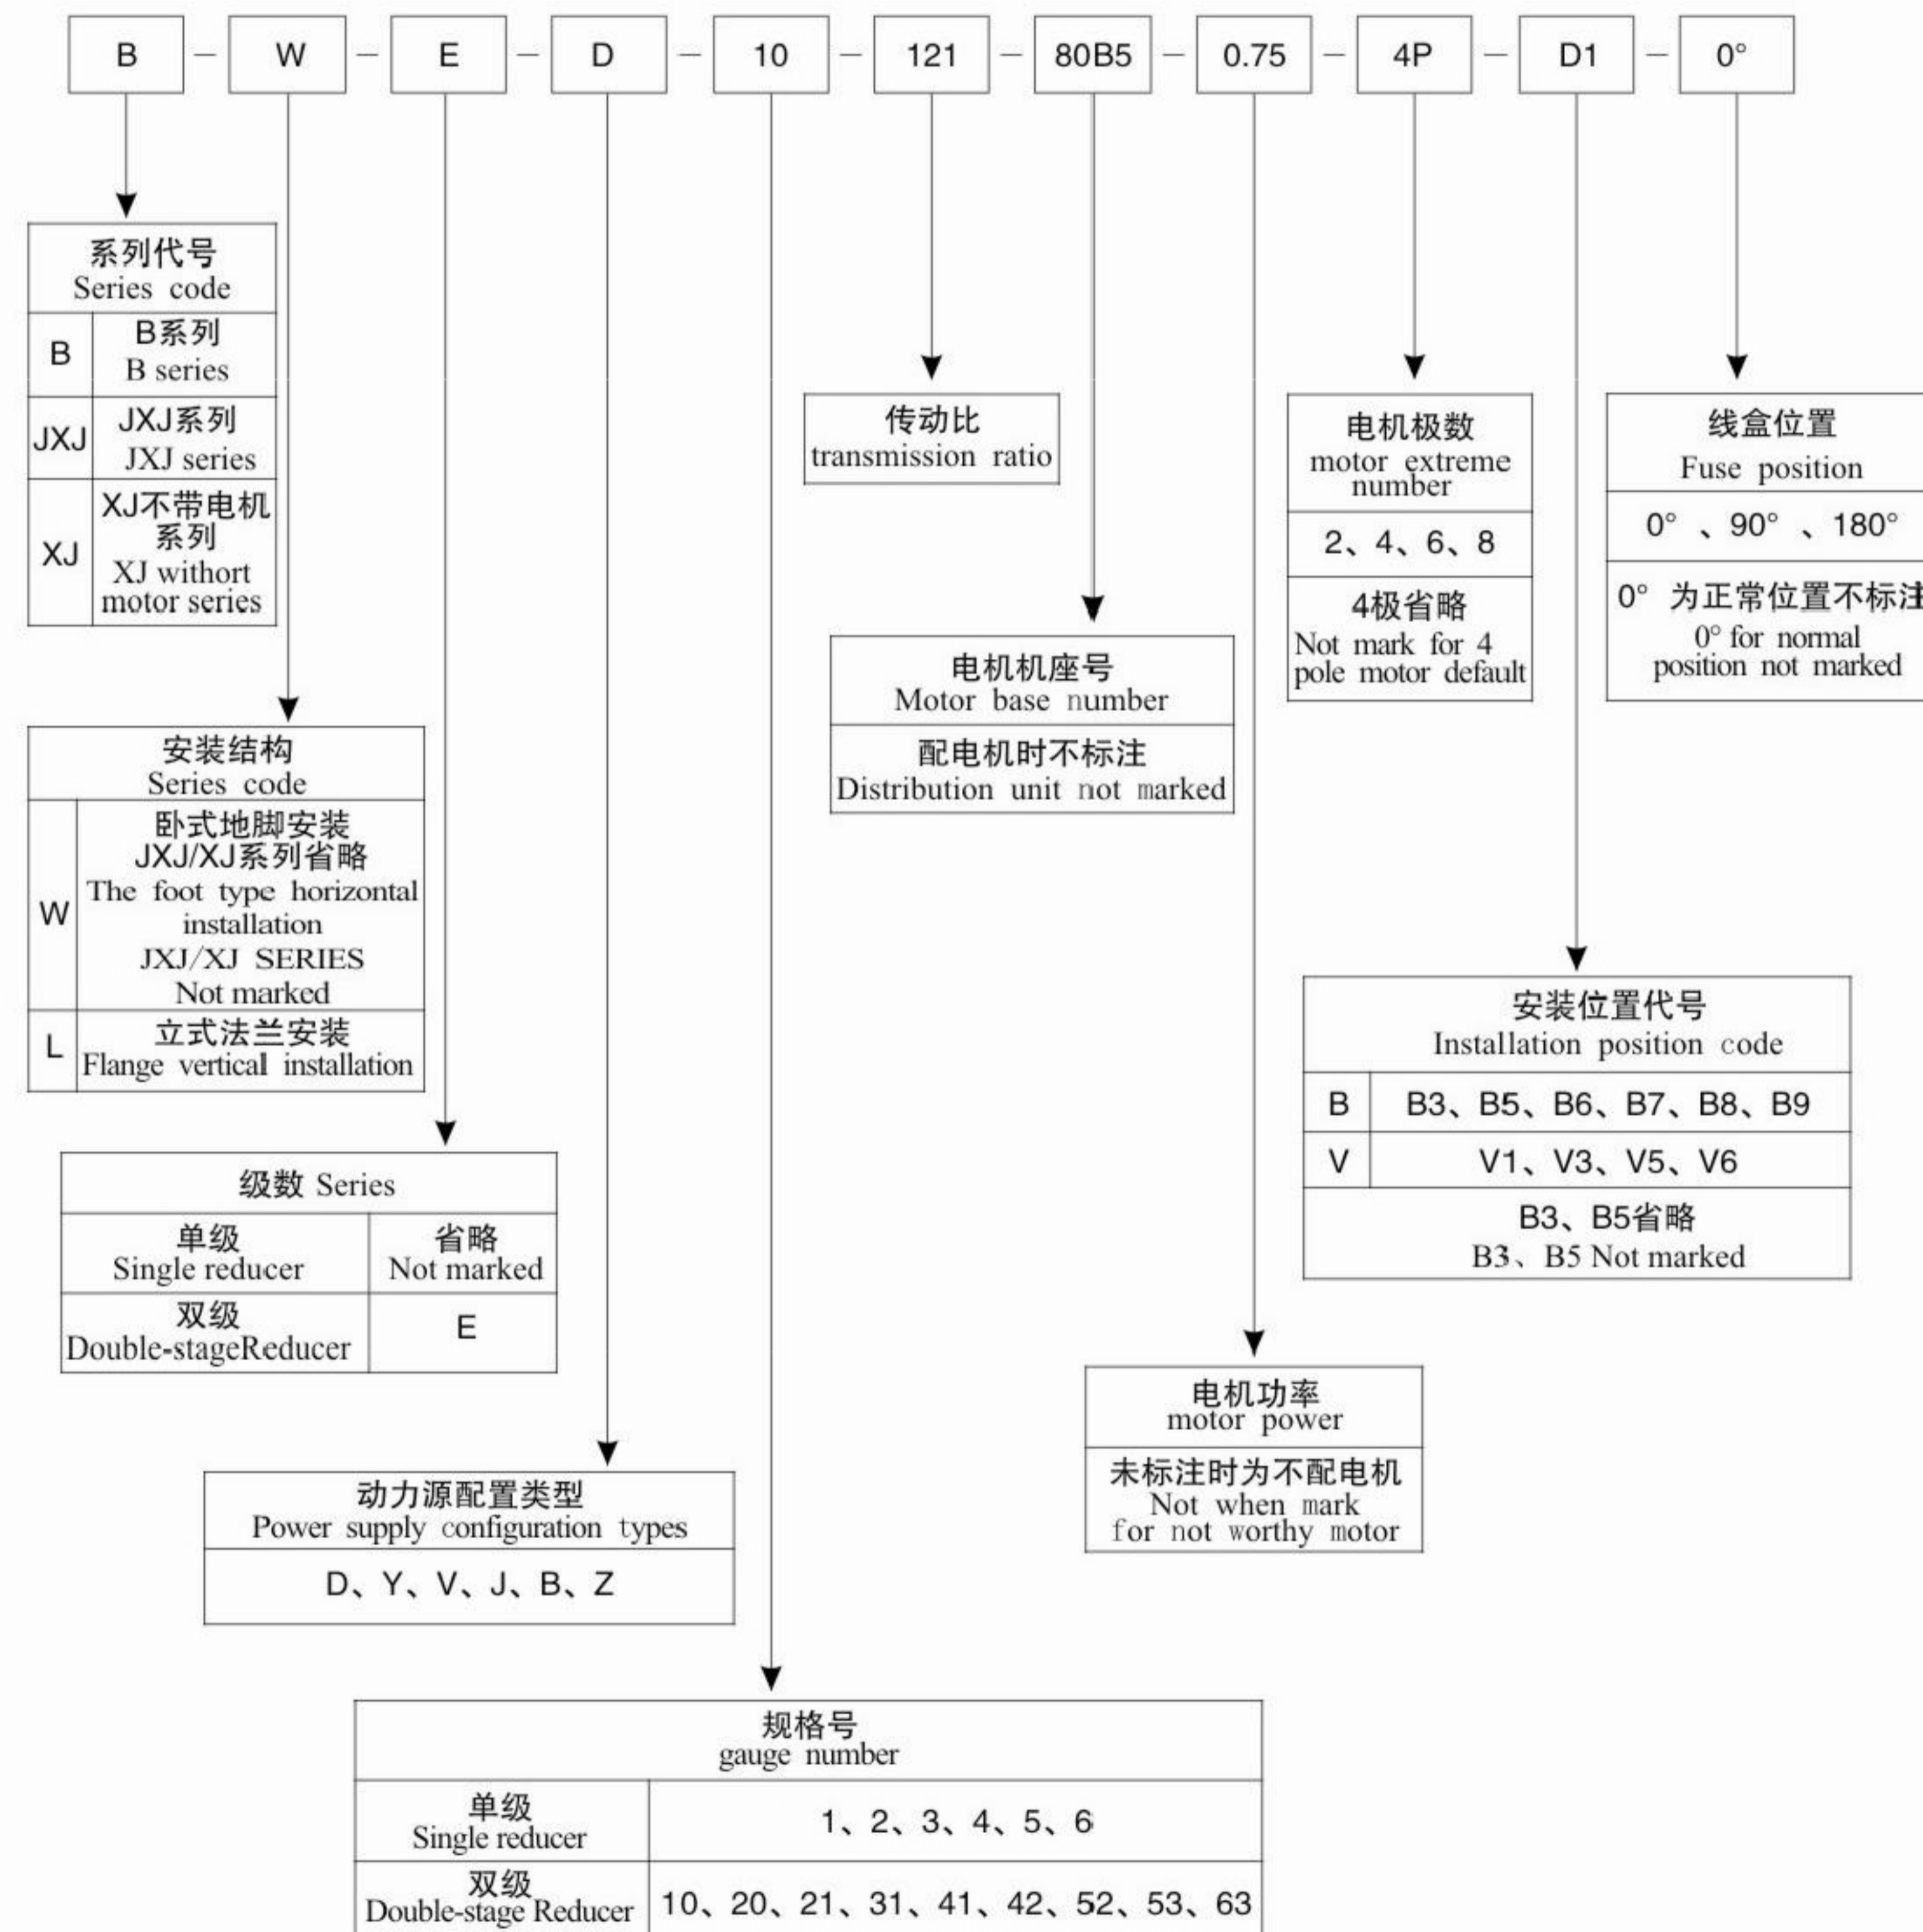 B – W – E – D – 10 – 121 – 80B5 – 0.75 – 4P – D1 – 0°
系列代号
Series code
B
B系列
B series
JXJ
JXJ系列
JXJ series
XJ
XJ不带电机
系列
XJ withort
motor series
安装结构
Series code
W
卧式地脚安装
JXJ/XJ系列省略
The foot type horizontal
installation
JXJ/XJ SERIES
Not marked
L
立式法兰安装
Flange vertical installation
级数 Series
单级
Single reducer
省略
Not marked
双级
Double-stageReducer
E
动力源配置类型
Power supply configuration types
D、Y、V、J、B、Z
规格号
gauge number
单级
Single reducer
1、2、3、4、5、6
双级
Double-stage Reducer
10、20、21、31、41、42、52、53、63
传动比
transmission ratio
电机机座号
Motor base number
配电机时不标注
Distribution unit not marked
电机功率
motor power
未标注时为不配电机
Not when mark
for not worthy motor
电机极数
motor extreme
number
2、4、6、8
4极省略
Not mark for 4
pole motor default
安装位置代号
Installation position code
B
B3、B5、B6、B7、B8、B9
V
V1、V3、V5、V6
B3、B5省略
B3、B5 Not marked
线盒位置
Fuse position
0° 、90° 、180°
0° 为正常位置不标注
0° for normal
position not marked